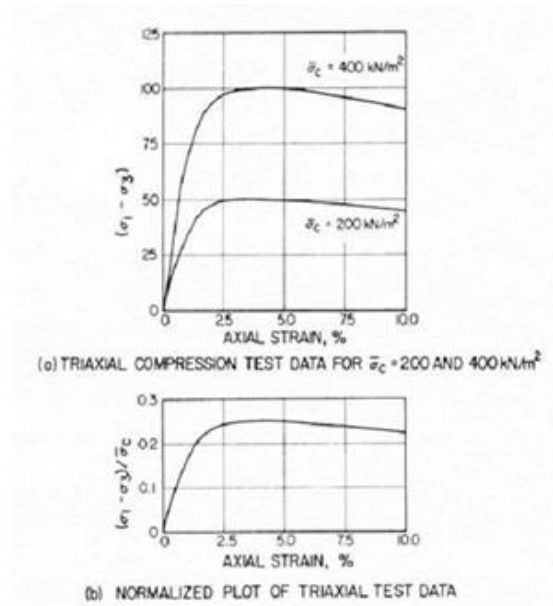 125
σ̄c = 400 kN/m²
100
75
(σ1 - σ3)
50
σ̄c = 200 kN/m²
25
0
0 2.5 5.0 7.5 10.0
AXIAL STRAIN, %
(a) TRIAXIAL COMPRESSION TEST DATA FOR σ̄c = 200 AND 400 kN/m²
0.3
0.2
(σ1 - σ3)/σ̄c
0.1
0
0 2.5 5.0 7.5 10.0
AXIAL STRAIN, %
(b) NORMALIZED PLOT OF TRIAXIAL TEST DATA